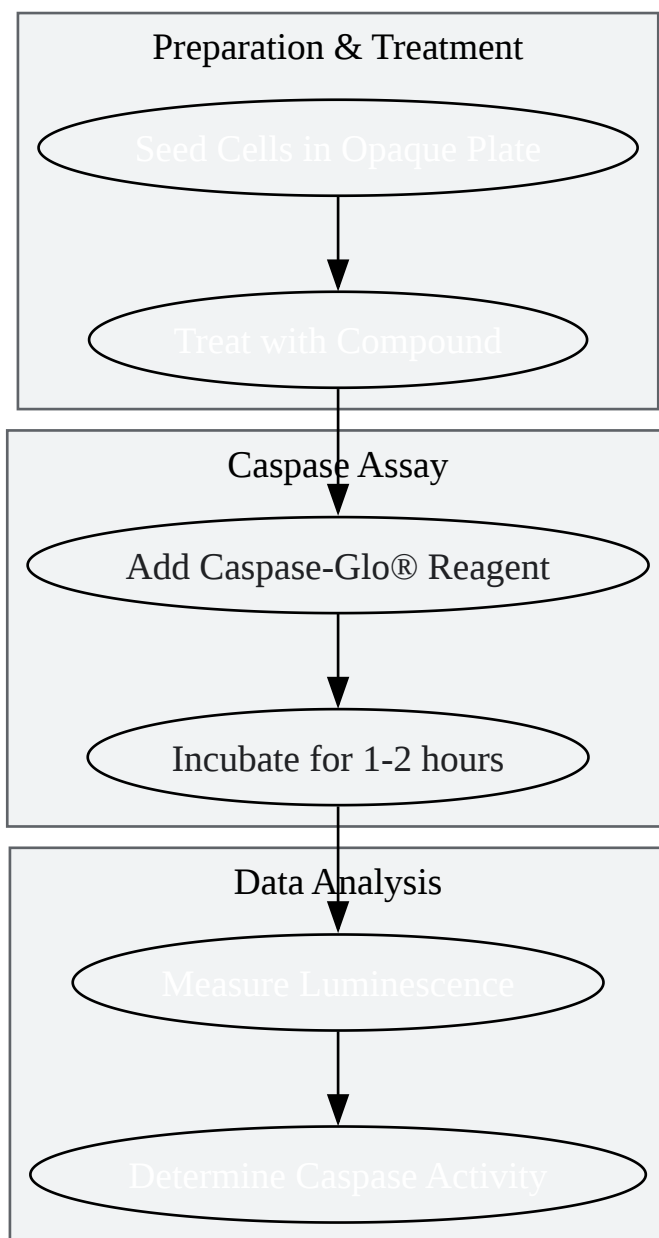 Preparation & Treatment
Seed Cells in Opaque Plate
Treat with Compound
Caspase Assay
Add Caspase-Glo® Reagent
Incubate for 1-2 hours
Data Analysis
Measure Luminescence
Determine Caspase Activity